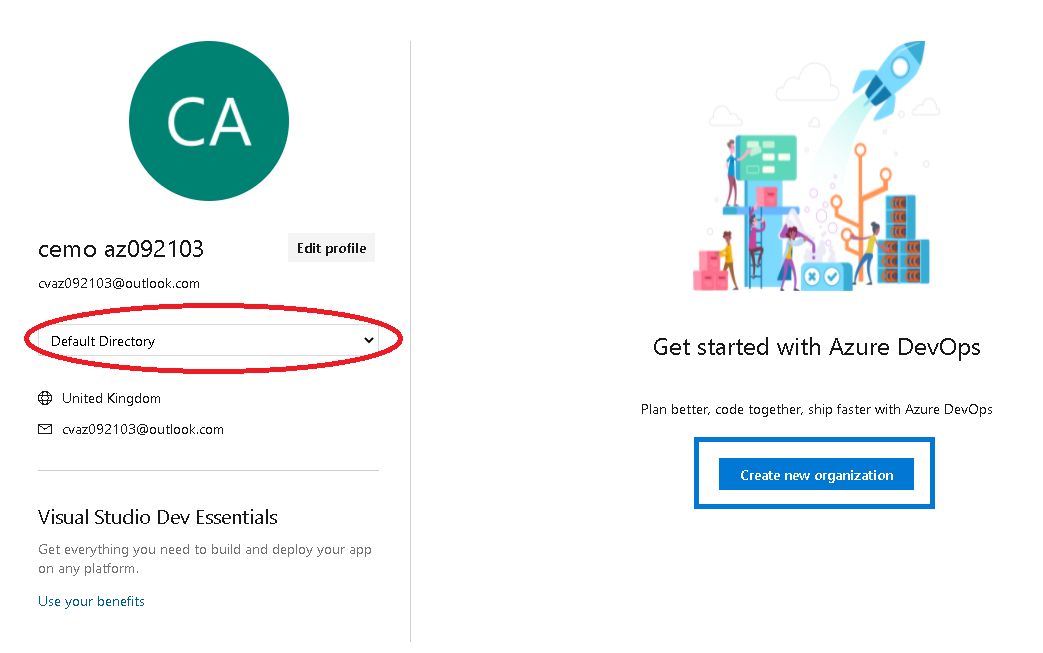 CA
cemo az092103
Edit profile
cvaz092103@outlook.com
Default Directory
United Kingdom
cvaz092103@outlook.com
Visual Studio Dev Essentials
Get everything you need to build and deploy your app
on any platform.
Use your benefits
Get started with Azure DevOps
Plan better, code together, ship faster with Azure DevOps
Create new organization